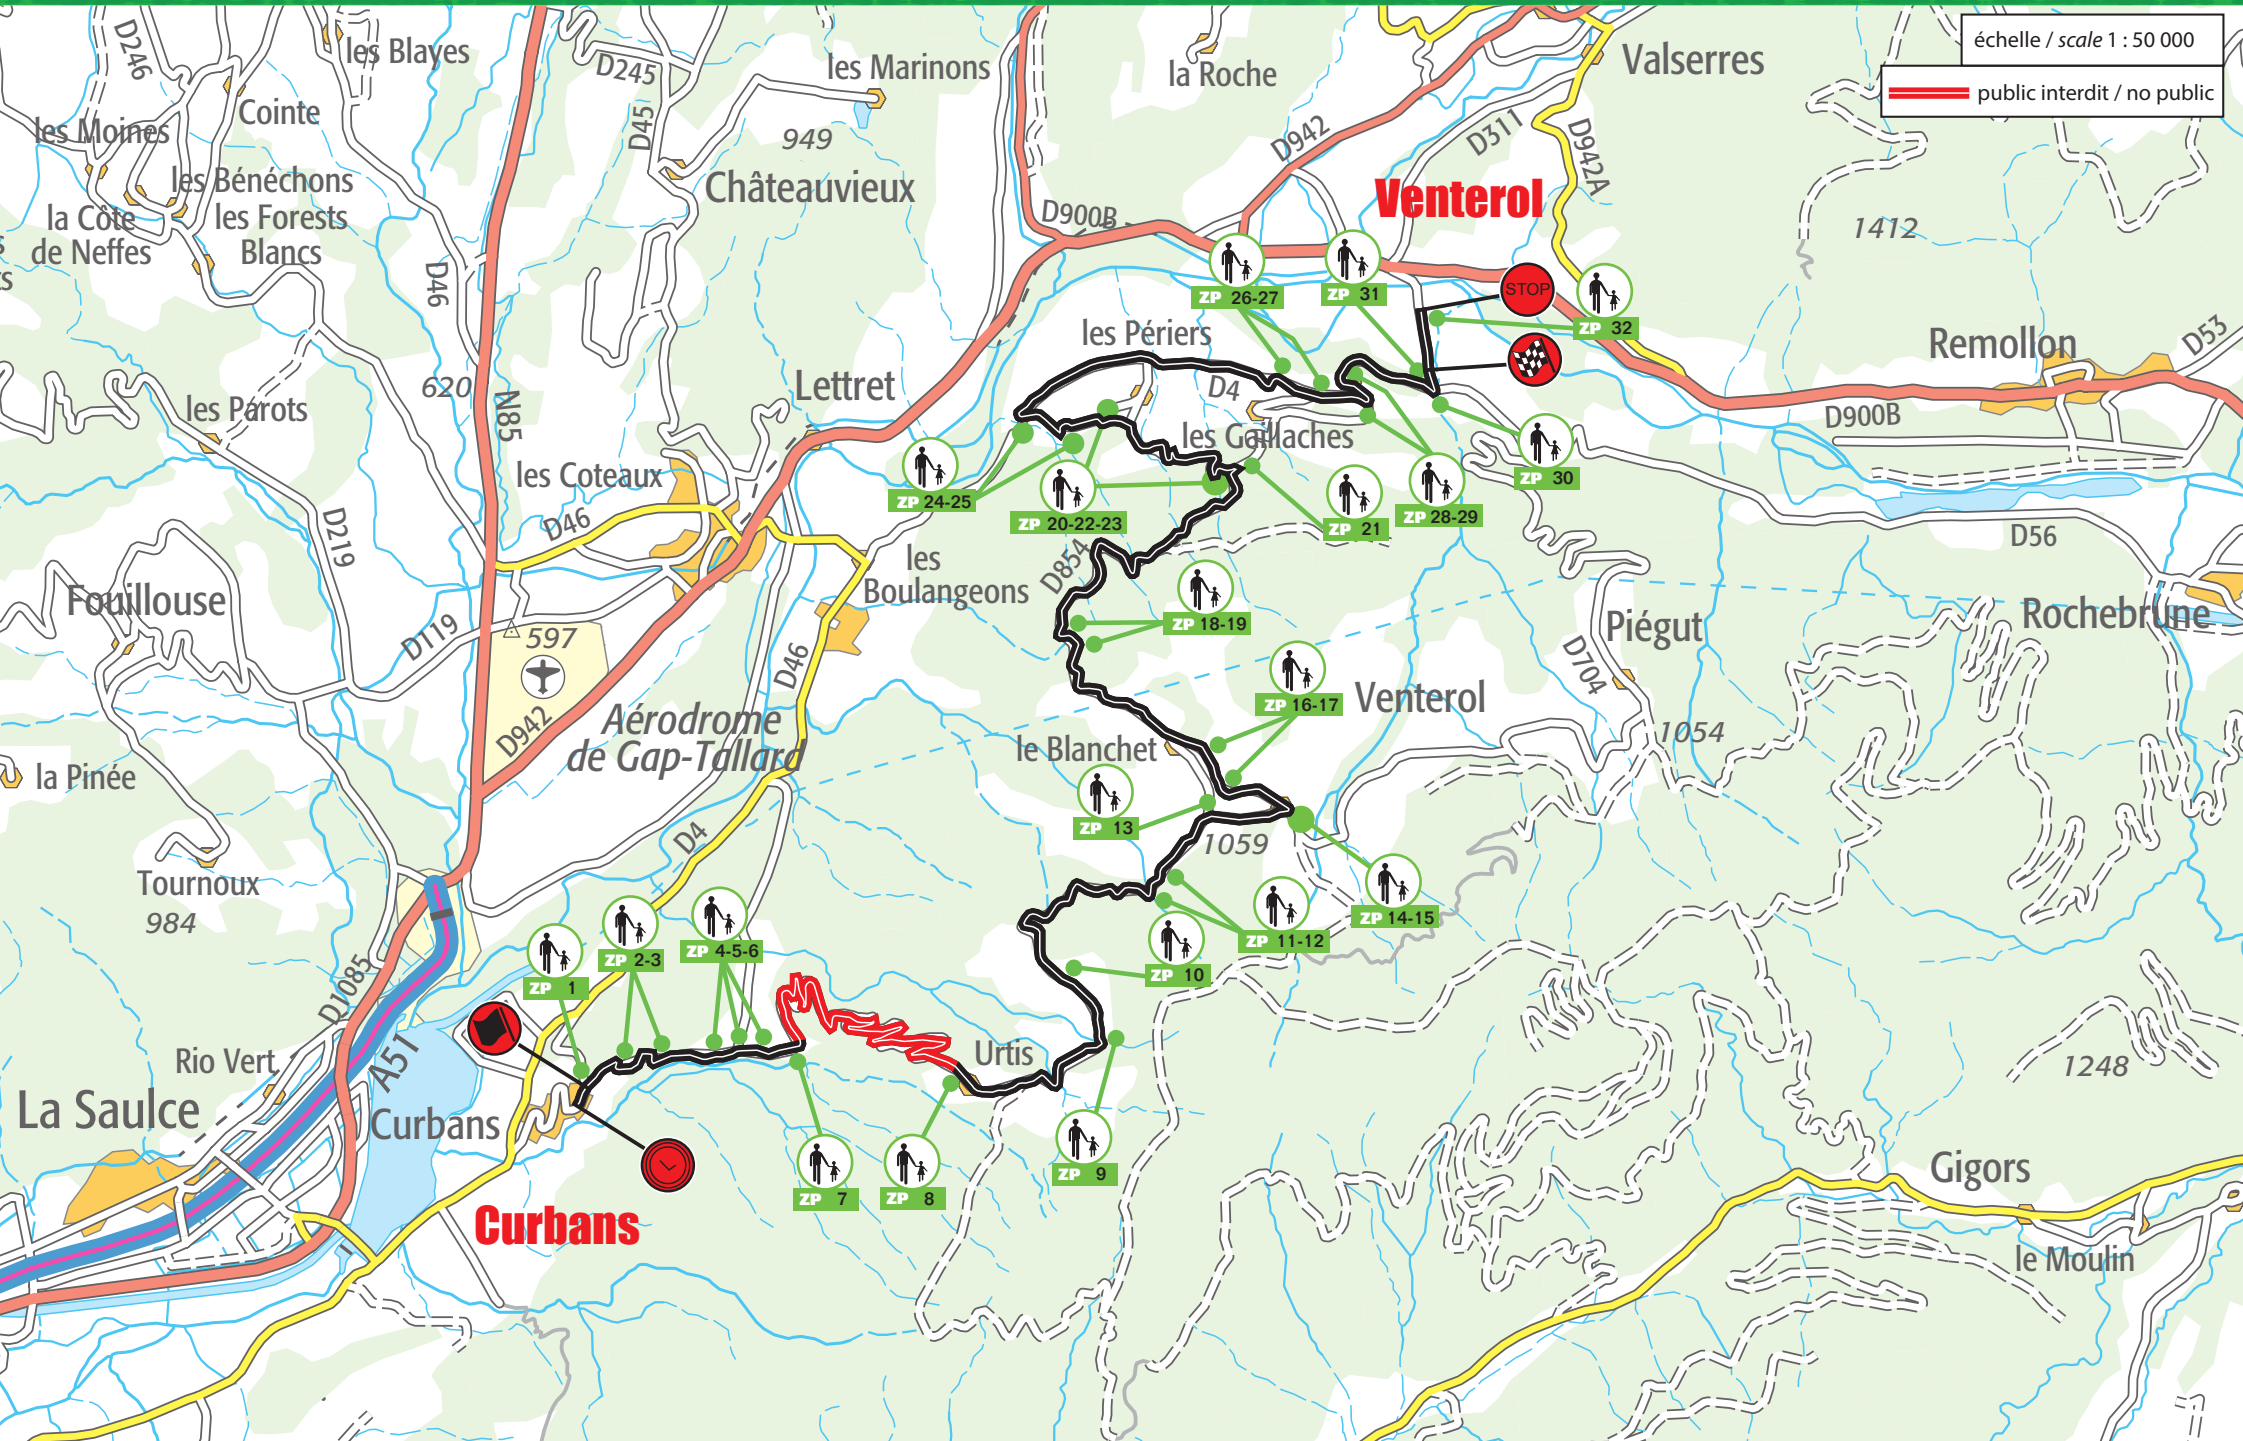 échelle / scale 1 : 50 000
public interdit / no public
D246
les Blayes
D245
les Marinons
la Roche
Valserres
Cointe
les Moines
D45
949
D942
D311
D942A
les Bénéchons
Châteauvieux
Venterol
la Côte
de Neffes
les Forests
Blancs
D900B
1412
D46
ZP 26-27
ZP 31
STOP
ZP 32
les Périers
Remollon
D53
620
N85
Lettret
D4
les Parots
D900B
les Gaillaches
les Coteaux
ZP 24-25
ZP 20-22-23
ZP 21
ZP 28-29
ZP 30
D219
D46
D56
les
Boulangeons
D854
Fouillouse
597
D119
ZP 18-19
Piégut
Rochebrune
D46
D704
ZP 16-17
Venterol
D942
Aérodrome
de Gap-Tallard
le Blanchet
1054
la Pinée
ZP 13
D4
1059
Tournoux
984
ZP 14-15
ZP 11-12
ZP 10
ZP 1
ZP 2-3
ZP 4-5-6
D1085
Rio Vert
A51
Urtis
1248
La Saulce
Curbans
ZP 7
ZP 8
ZP 9
Gigors
Curbans
le Moulin